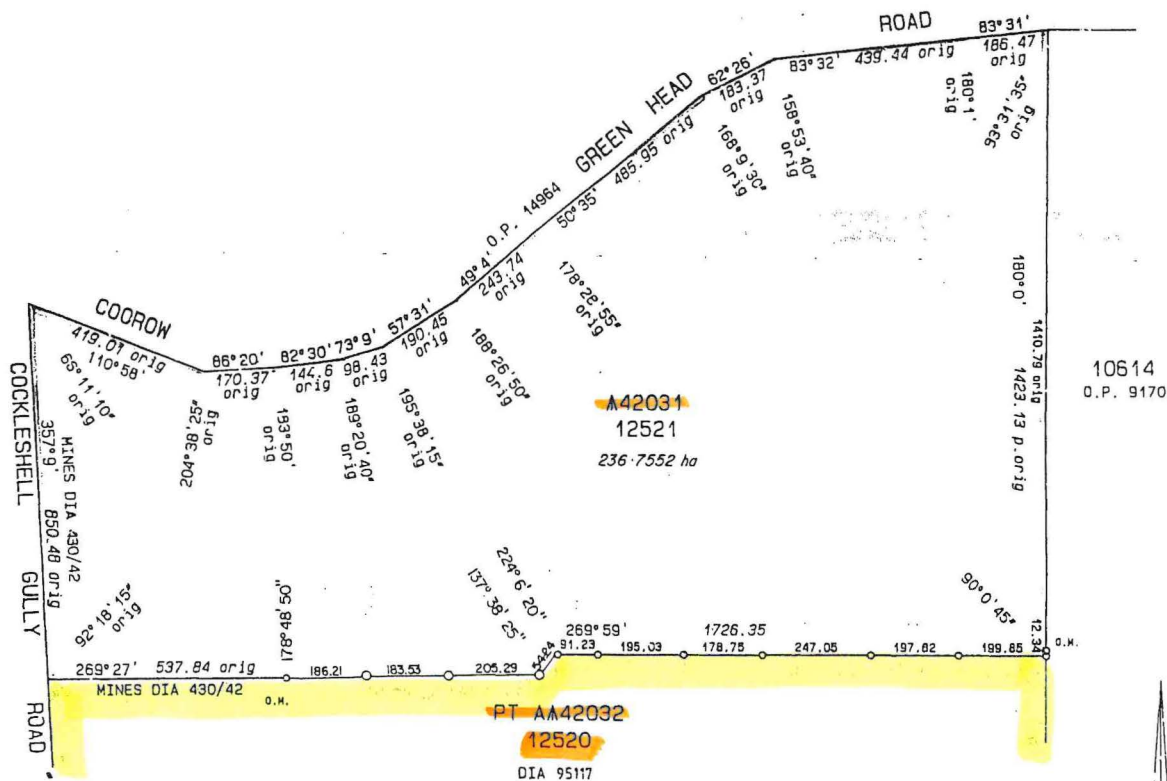 ROAD
83°31'
186.47
orig
83°32' 439.44 orig
62°26'
183.37
orig
180°1'
93°31'35"
orig
158°53'40"
orig
168°9'30"
orig
GREEN HEAD
485.95 orig
50°35'
O.P. 14964
49°4'
243.74
orig
178°28'55"
orig
COOROW
419.01 orig
110°58'
65°11'10"
orig
86°20'
170.37
orig
82°30'
144.6
orig
73°9'
98.43
57°31'
190.45
orig
204°38'25"
orig
183°50'
orig
189°20'40"
orig
195°38'15"
orig
188°26'50"
orig
180°0'
1410.79 orig
1423.13 p.orig
10614
O.P. 9170
A42031
12521
236.7552 ha
COCKLESHELL GULLY ROAD
357°9'
850.48 orig
MINES DIA 430/42
92°18'15"
orig
178°48'50"
224°6'20"
137°38'25"
90°0'45"
12.34
O.M.
269°59' 1726.35
91.23 195.03 178.75 247.05 197.82 199.85
54.24
269°27' 537.84 orig
186.21 183.53 205.29
MINES DIA 430/42
O.M.
PT AA42032
12520
DIA 95117